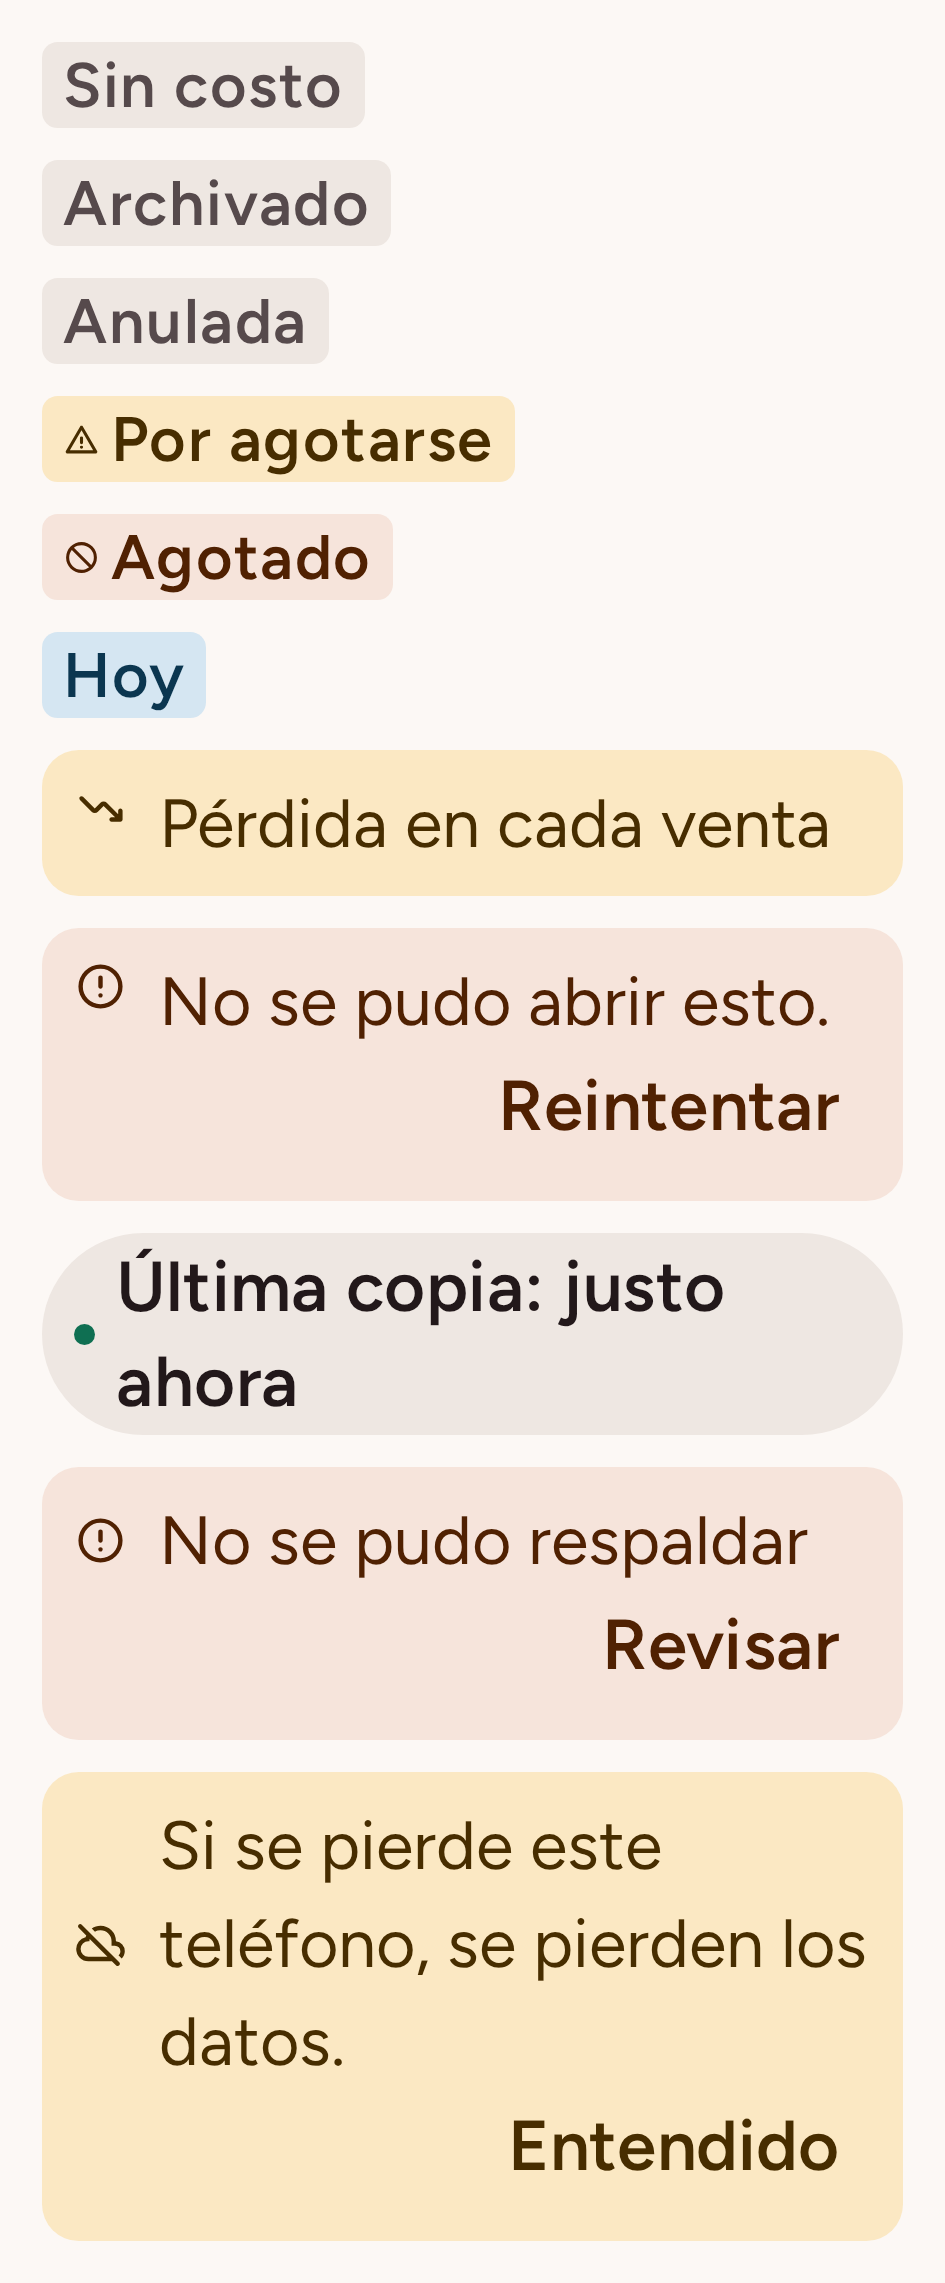 Sin costo
Archivado
Anulada
Por agotarse
Agotado
Hoy
Pérdida en cada venta
No se pudo abrir esto.
Reintentar
Última copia: justo
ahora
No se pudo respaldar
Revisar
Si se pierde este
teléfono, se pierden los
datos.
Entendido